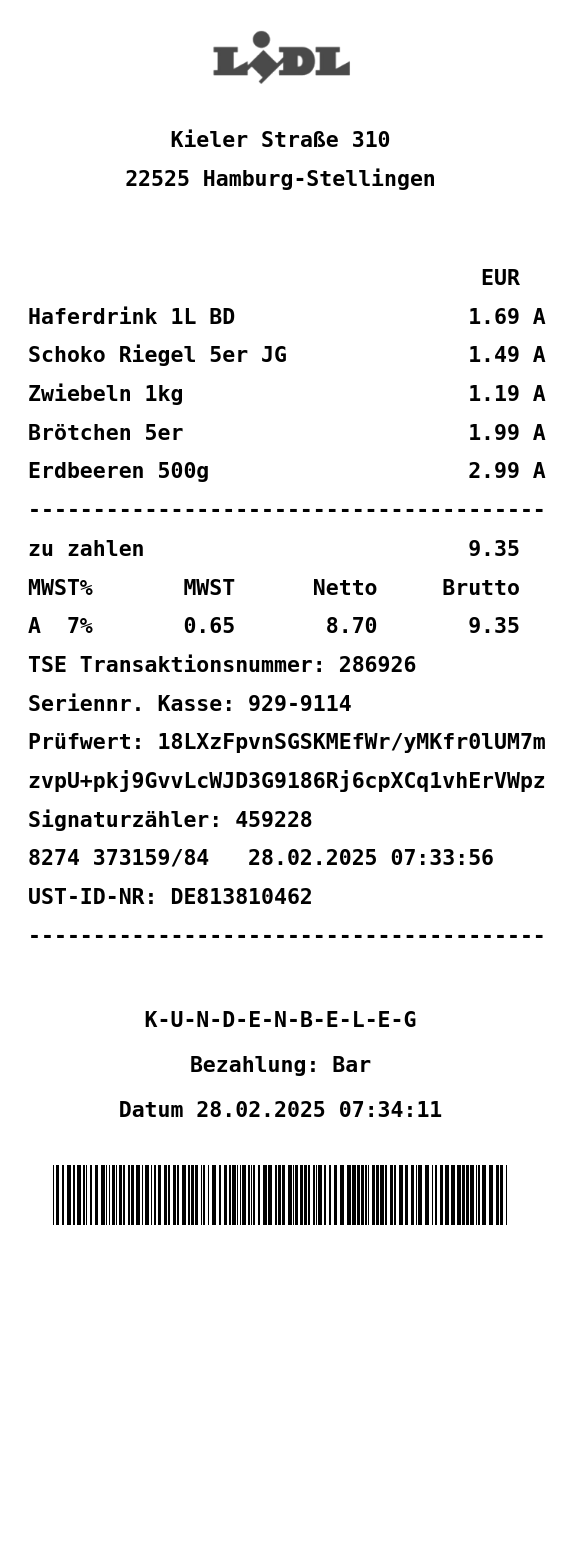 LIDL
Kieler Straße 310
22525 Hamburg-Stellingen
EUR
Haferdrink 1L BD 1.69 A
Schoko Riegel 5er JG 1.49 A
Zwiebeln 1kg 1.19 A
Brötchen 5er 1.99 A
Erdbeeren 500g 2.99 A
----------------------------------------
zu zahlen 9.35
MWST% MWST Netto Brutto
A 7% 0.65 8.70 9.35
TSE Transaktionsnummer: 286926
Seriennr. Kasse: 929-9114
Prüfwert: 18LXzFpvnSGSKMEfWr/yMKfr0lUM7m
zvpU+pkj9GvvLcWJD3G9186Rj6cpXCq1vhErVWpz
Signaturzähler: 459228
8274 373159/84 28.02.2025 07:33:56
UST-ID-NR: DE813810462
----------------------------------------
K-U-N-D-E-N-B-E-L-E-G
Bezahlung: Bar
Datum 28.02.2025 07:34:11